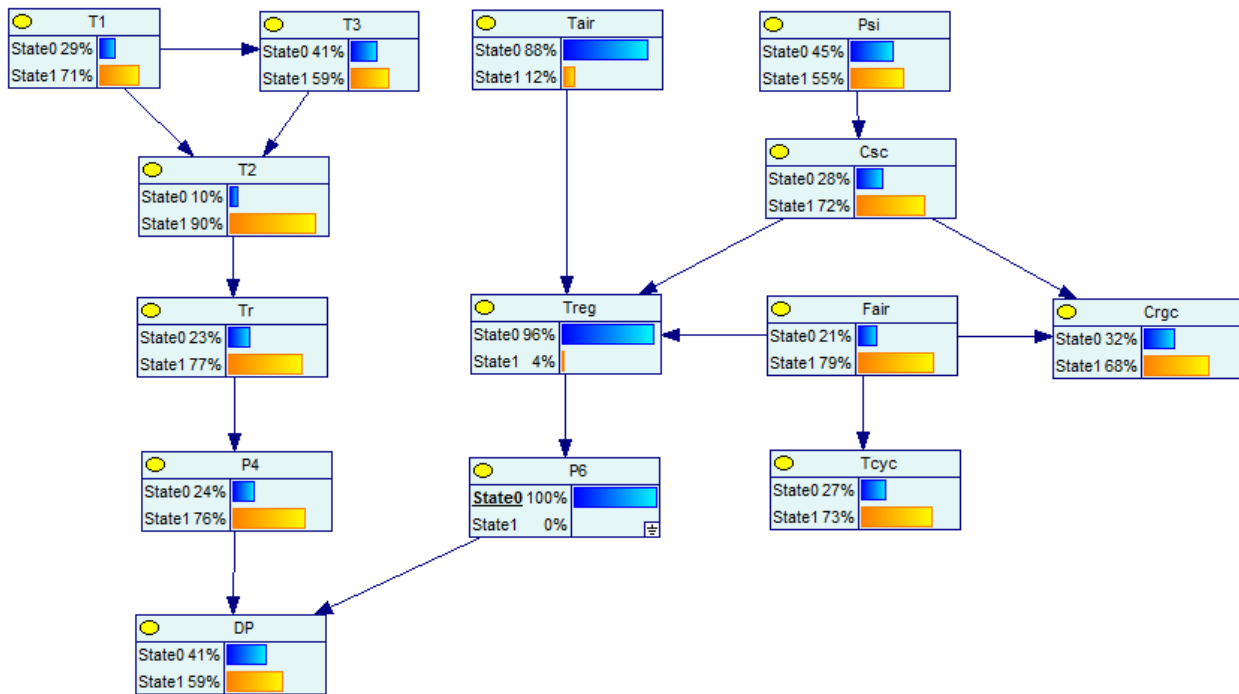 T1
State0 29%
State1 71%
T3
State0 41%
State1 59%
Tair
State0 88%
State1 12%
Psi
State0 45%
State1 55%
T2
State0 10%
State1 90%
Csc
State0 28%
State1 72%
Tr
State0 23%
State1 77%
Treg
State0 96%
State1 4%
Fair
State0 21%
State1 79%
Crgc
State0 32%
State1 68%
P4
State0 24%
State1 76%
P6
State0 100%
State1 0%
Tcyc
State0 27%
State1 73%
DP
State0 41%
State1 59%